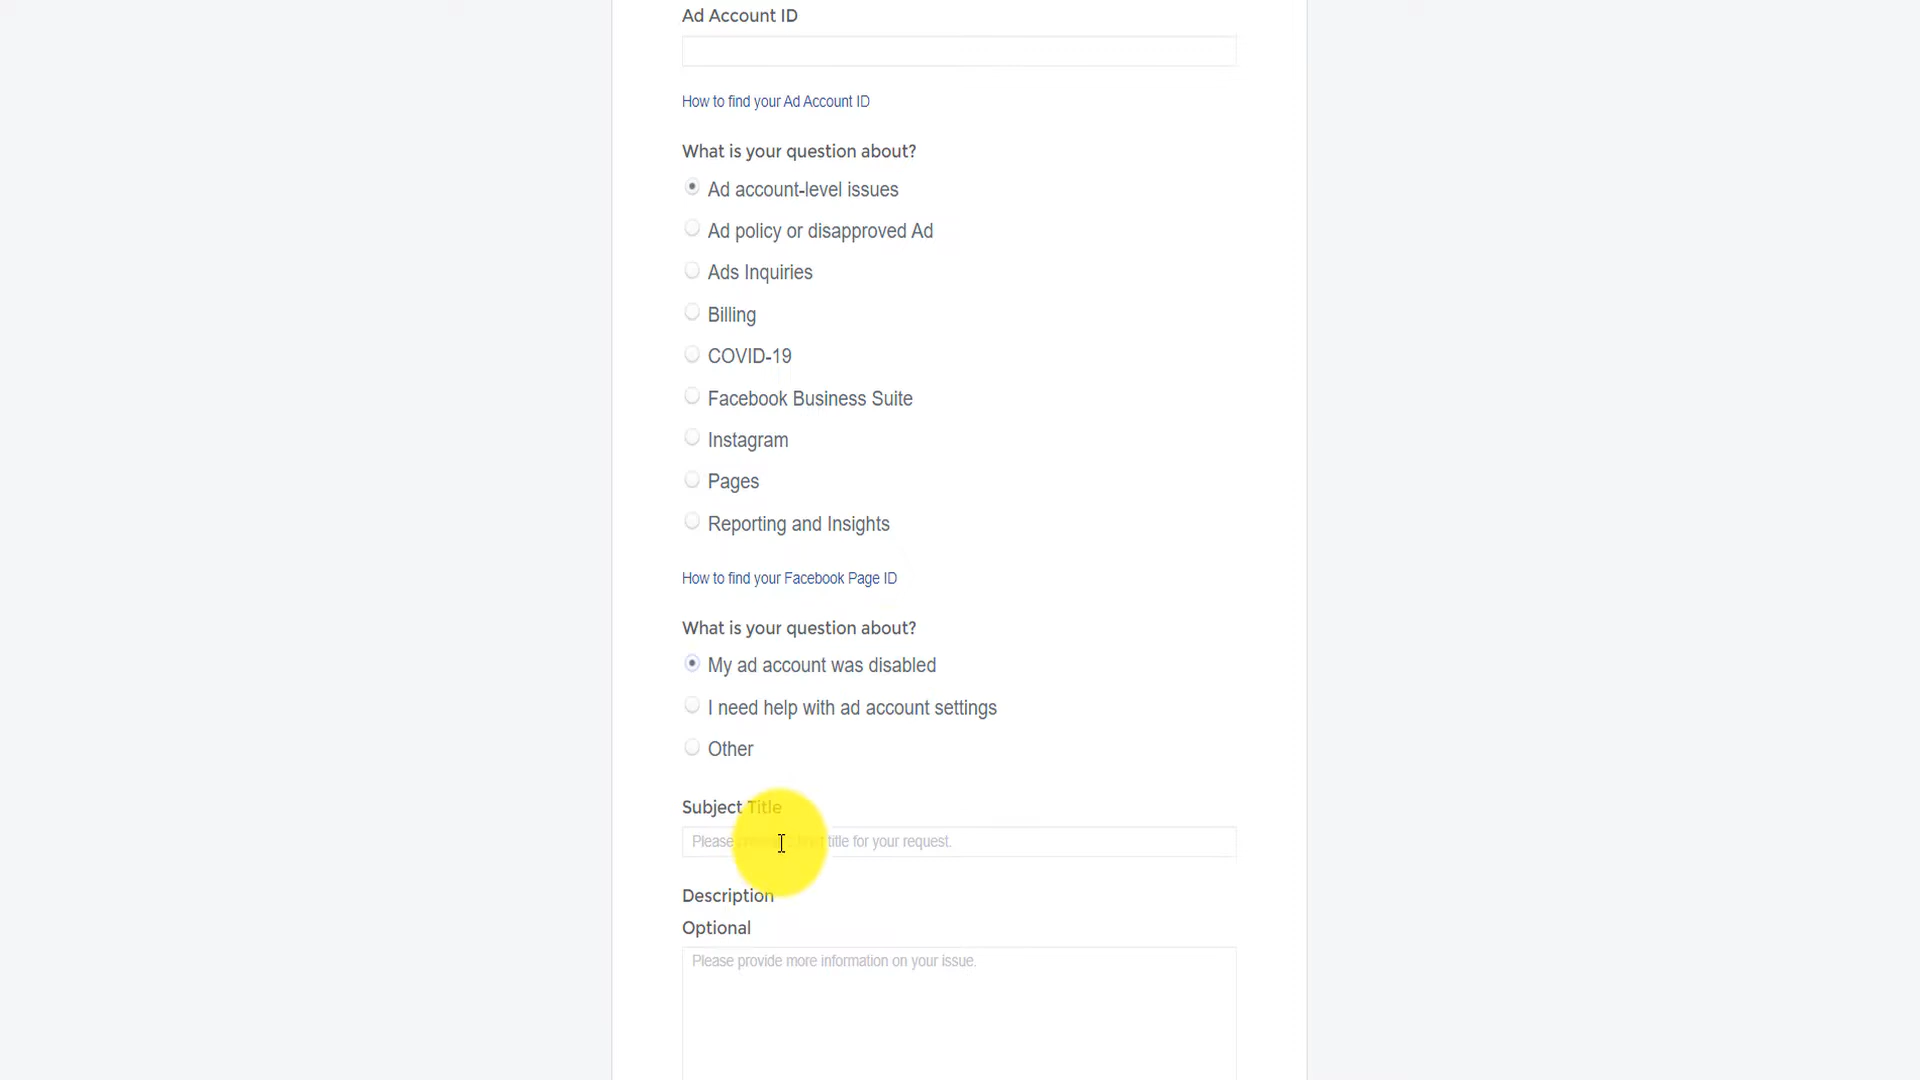 Ad Account ID
How to find your Ad Account ID
What is your question about?
Ad account-level issues
Ad policy or disapproved Ad
Ads Inquiries
Billing
COVID-19
Facebook Business Suite
Instagram
Pages
Reporting and Insights
How to find your Facebook Page ID
What is your question about?
My ad account was disabled
I need help with ad account settings
Other
Subject Title
Please title for your request.
Description
Optional
Please provide more information on your issue.